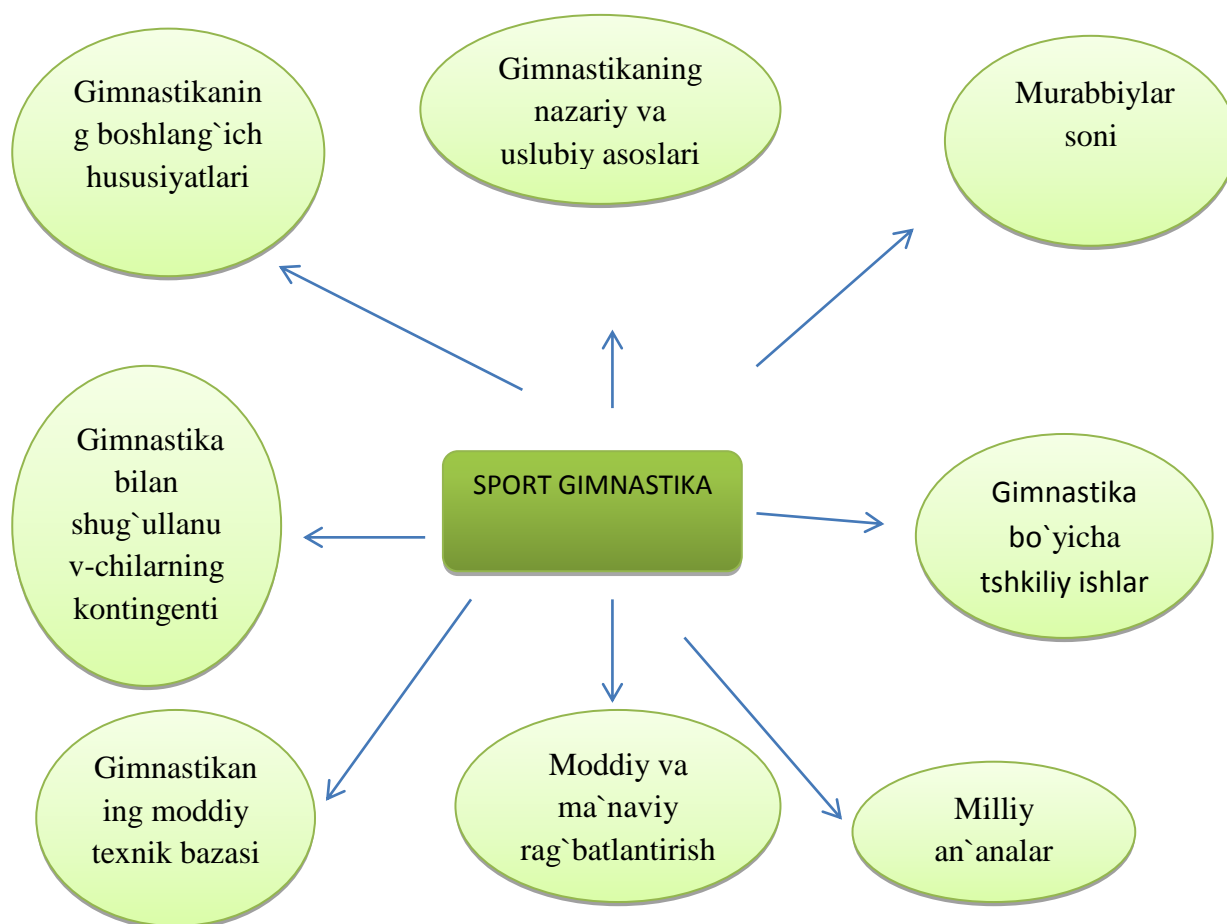 Gimnastikanin
g boshlang`ich
hususiyatlari
Gimnastikaning
nazariy va
uslubiy asoslari
Murabbiylar
soni
Gimnastika
bilan
shug`ullanu
v-chilarning
kontingenti
SPORT GIMNASTIKA
Gimnastika
bo`yicha
tshkiliy ishlar
Gimnastikan
ing moddiy
texnik bazasi
Moddiy va
ma`naviy
rag`batlantirish
Milliy
an`analar